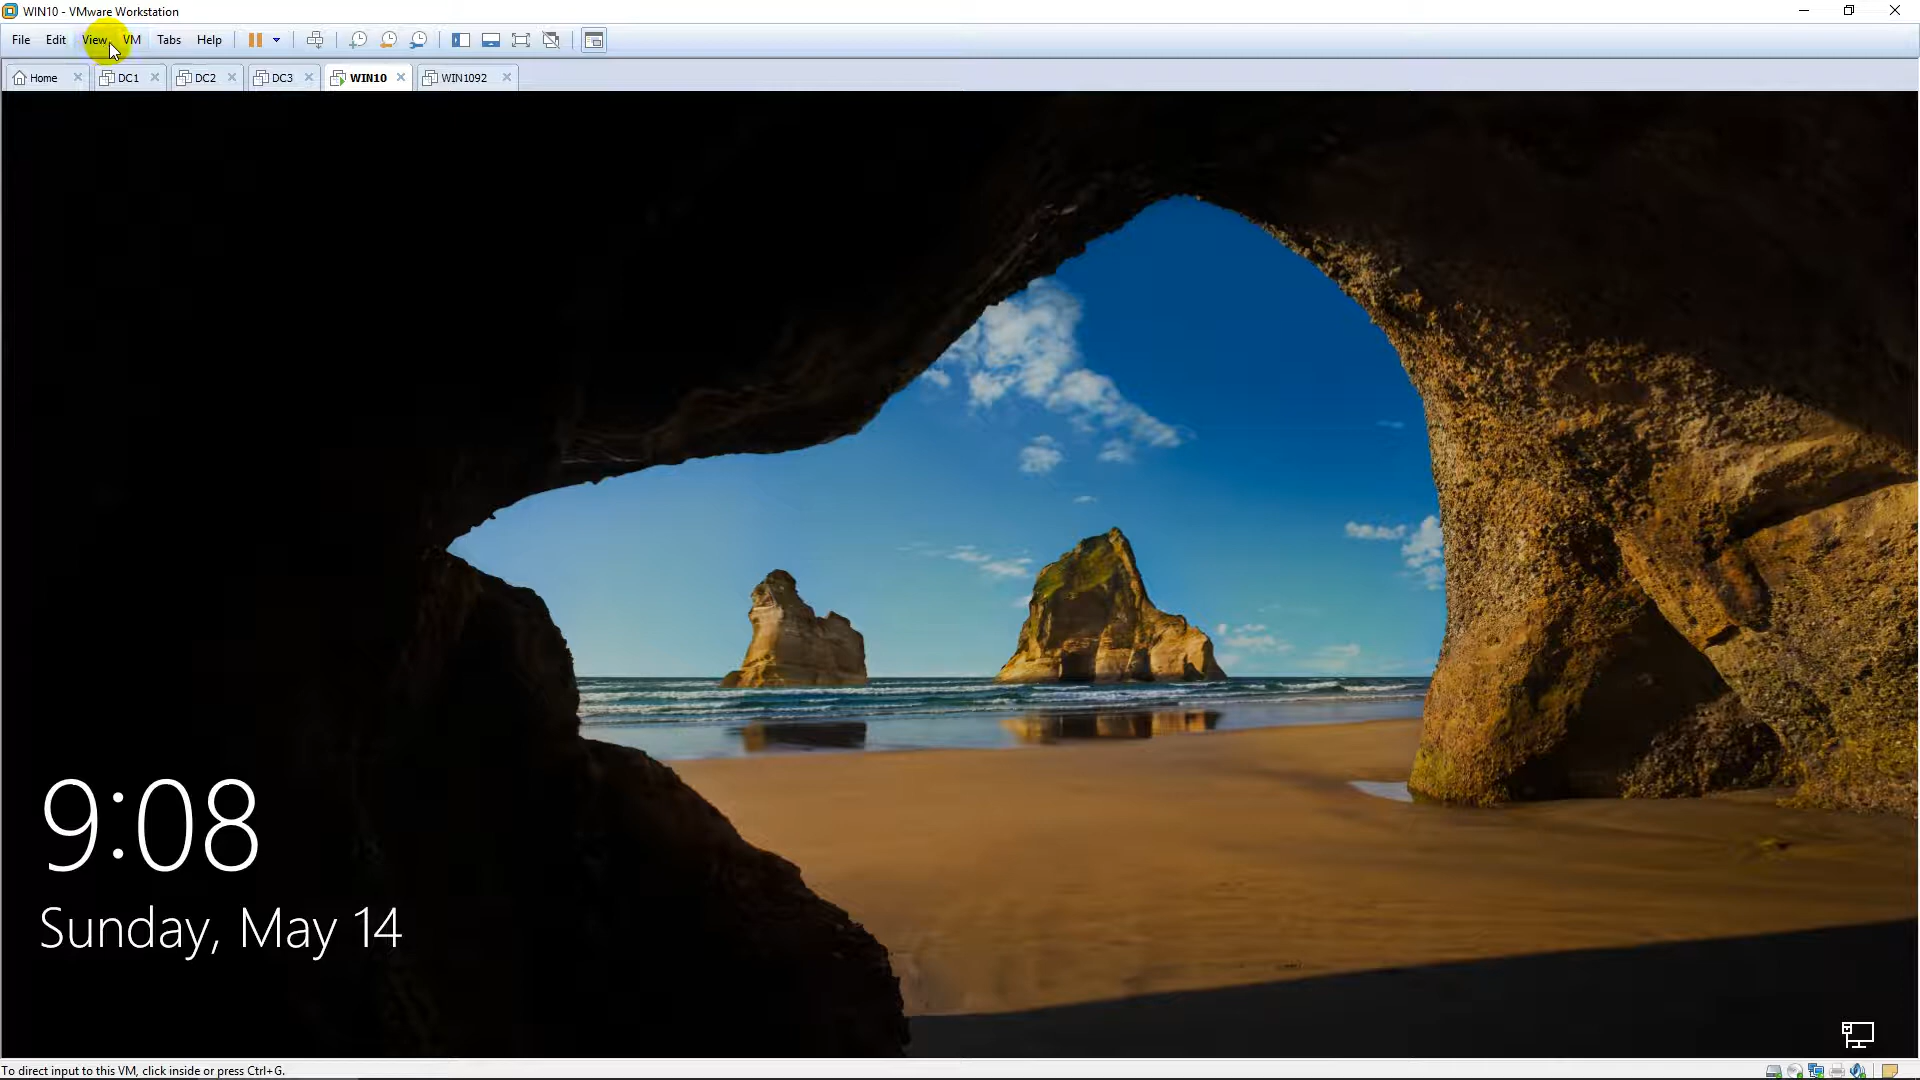 WIN10 - VMware Workstation
File Edit View VM Tabs Help
Home DC1 DC2 DC3 WIN10 WIN1092
9:08
Sunday, May 14
To direct input to this VM, click inside or press Ctrl+G.